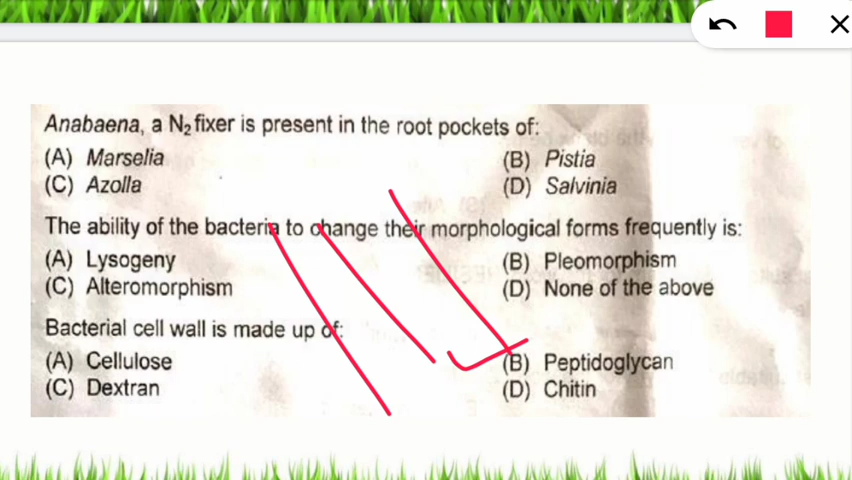 Anabaena, a N₂ fixer is present in the root pockets of:
(A) Marselia (B) Pistia
(C) Azolla (D) Salvinia
The ability of the bacteria to change their morphological forms frequently is:
(A) Lysogeny (B) Pleomorphism
(C) Alteromorphism (D) None of the above
Bacterial cell wall is made up of:
(A) Cellulose (B) Peptidoglycan
(C) Dextran (D) Chitin